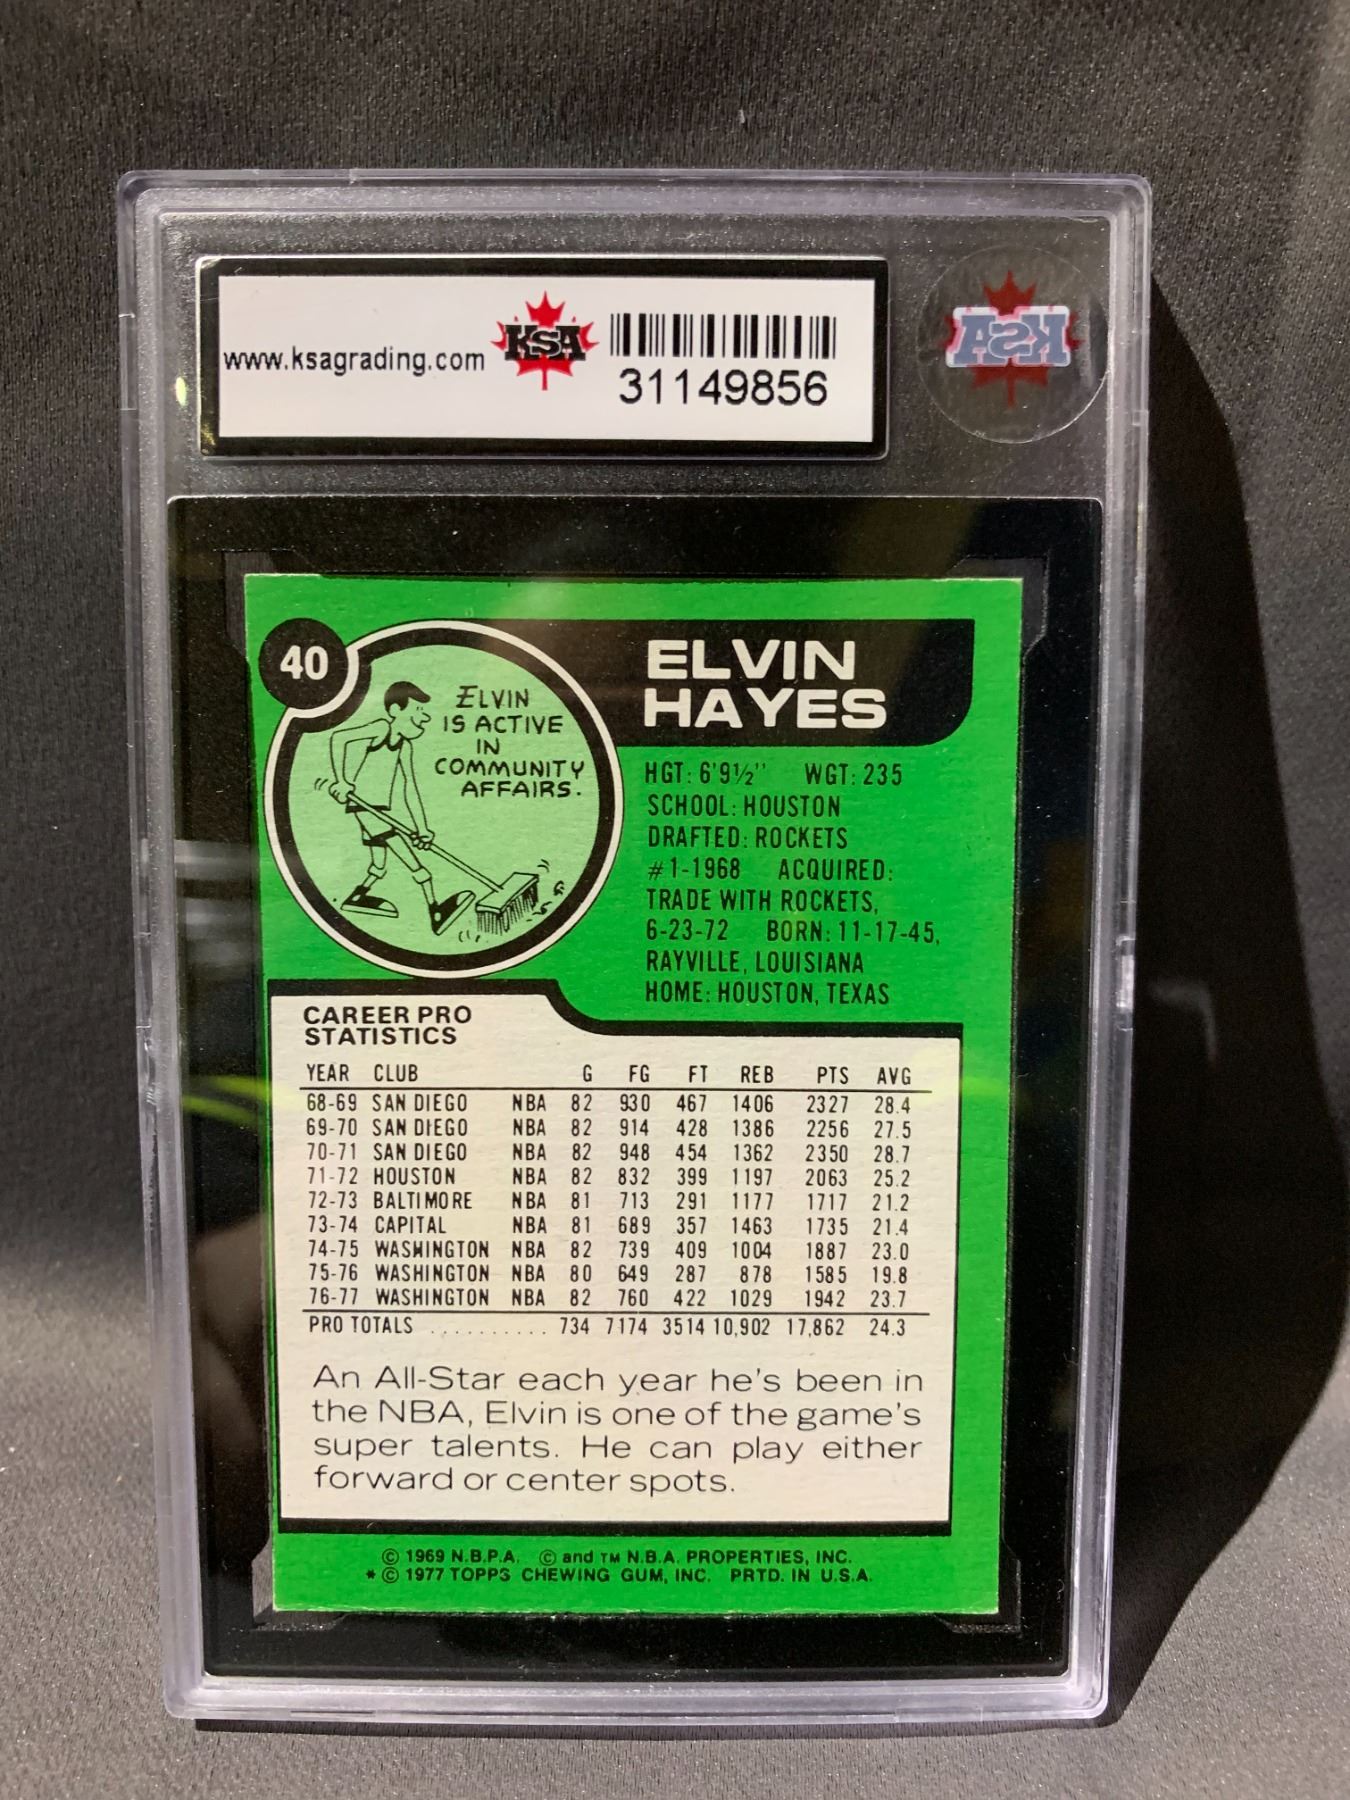 www.ksagrading.com
KSA
31149856
KSA
40
ELVIN
IS ACTIVE
IN
COMMUNITY
AFFAIRS.
ELVIN
HAYES
HGT: 6'9½" WGT: 235
SCHOOL: HOUSTON
DRAFTED: ROCKETS
#1-1968 ACQUIRED:
TRADE WITH ROCKETS,
6-23-72 BORN: 11-17-45,
RAYVILLE, LOUISIANA
HOME: HOUSTON, TEXAS
CAREER PRO
STATISTICS
YEAR CLUB G FG FT REB PTS AVG
68-69 SAN DIEGO NBA 82 930 467 1406 2327 28.4
69-70 SAN DIEGO NBA 82 914 428 1386 2256 27.5
70-71 SAN DIEGO NBA 82 948 454 1362 2350 28.7
71-72 HOUSTON NBA 82 832 399 1197 2063 25.2
72-73 BALTIMORE NBA 81 713 291 1177 1717 21.2
73-74 CAPITAL NBA 81 689 357 1463 1735 21.4
74-75 WASHINGTON NBA 82 739 409 1004 1887 23.0
75-76 WASHINGTON NBA 80 649 287 878 1585 19.8
76-77 WASHINGTON NBA 82 760 422 1029 1942 23.7
PRO TOTALS .......... 734 7174 3514 10,902 17,862 24.3
An All-Star each year he's been in
the NBA, Elvin is one of the game's
super talents. He can play either
forward or center spots.
© 1969 N.B.P.A. © and TM N.B.A. PROPERTIES, INC.
* © 1977 TOPPS CHEWING GUM, INC. PRTD. IN U.S.A.